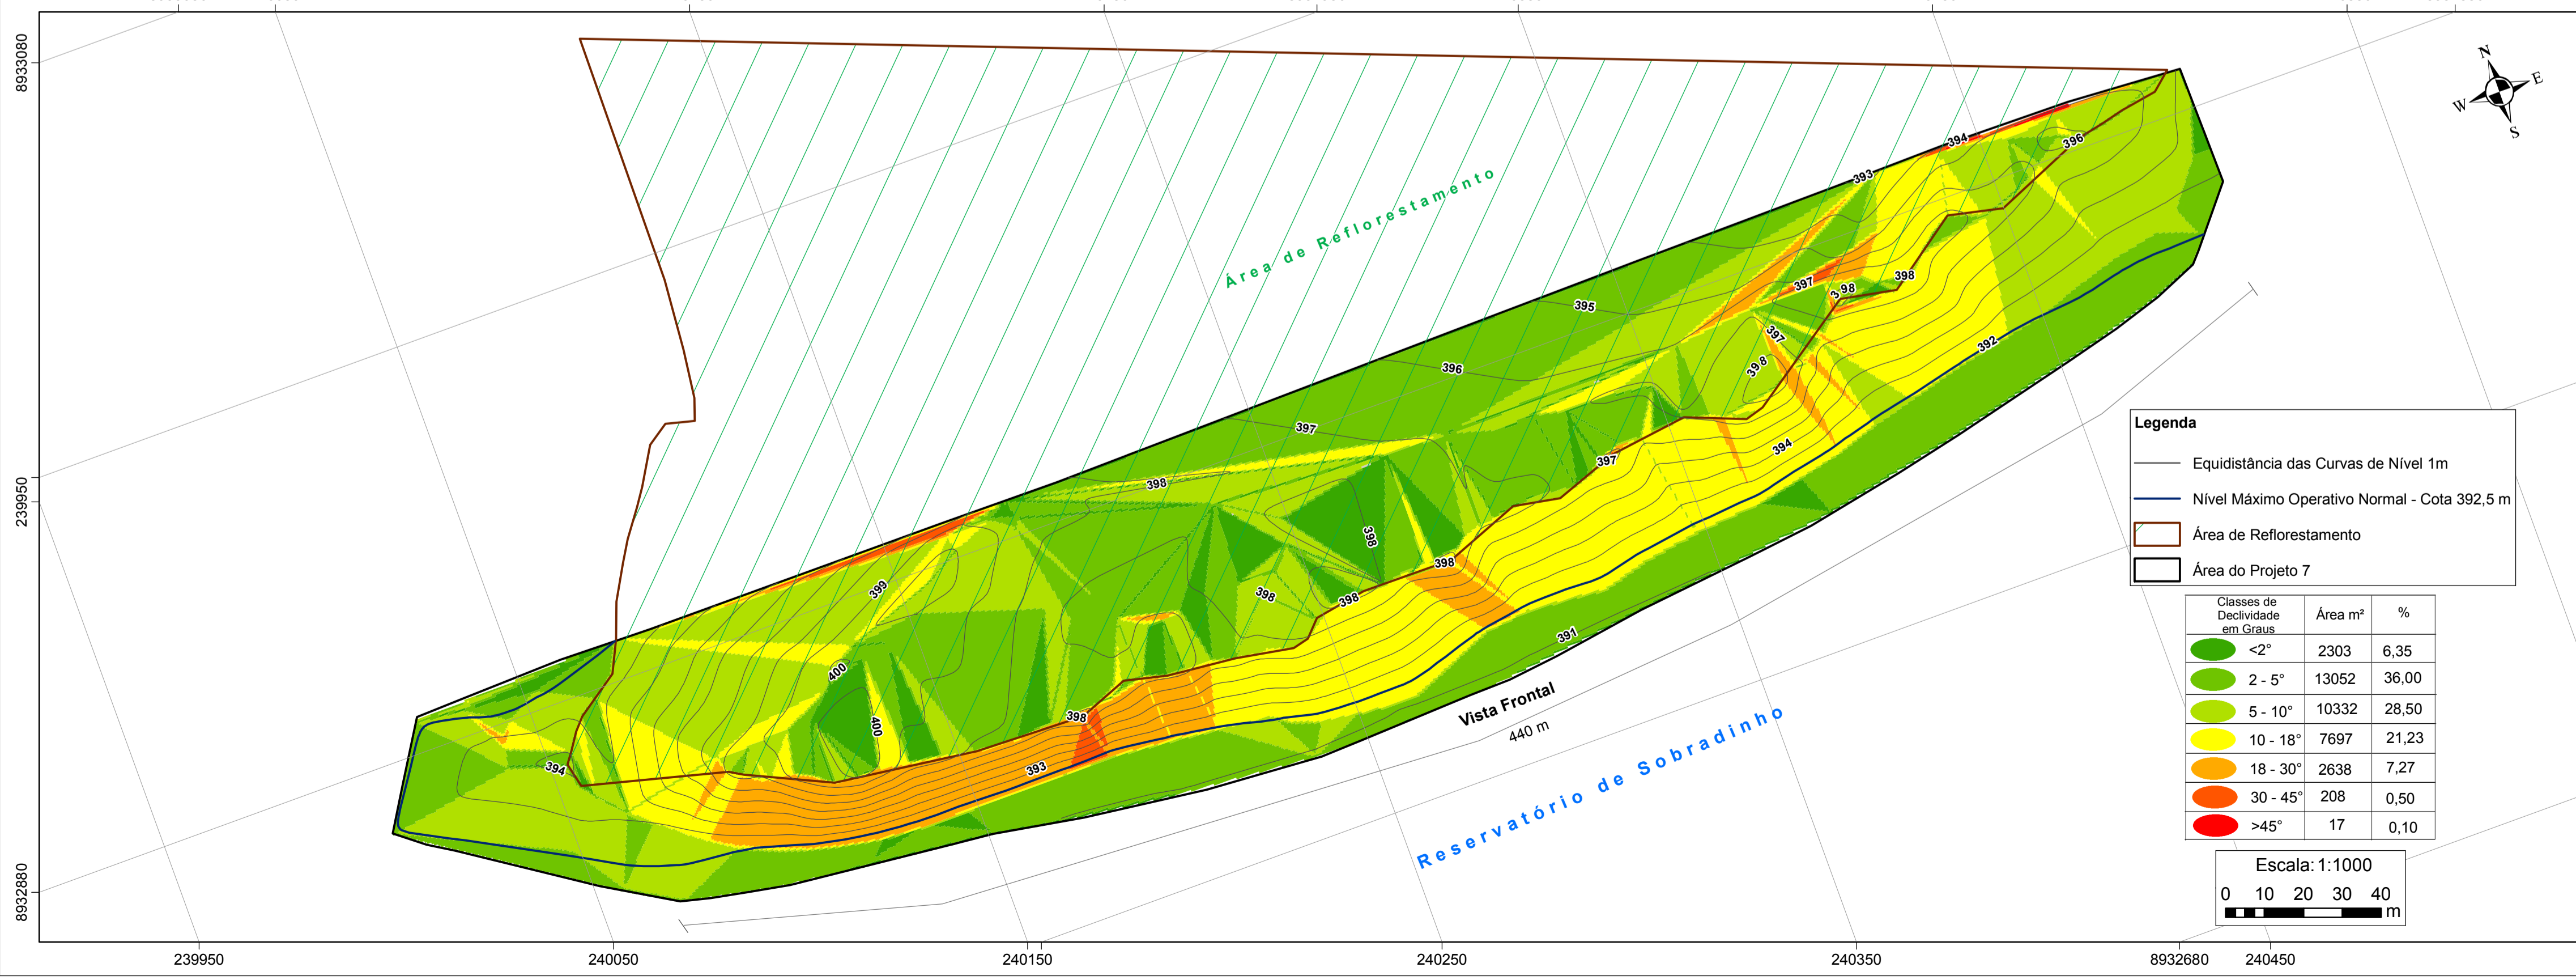 8933080
239950
8932880
N
E
W
S
Área de Reflorestamento
394
396
393
397
398
3 98
395
397
398
396
392
397
394
397
398
398
399
398
398
398
398
400
400
398
394
393
391
Vista Frontal
440 m
Reservatório de Sobradinho
Legenda
Equidistância das Curvas de Nível 1m
Nível Máximo Operativo Normal - Cota 392,5 m
Área de Reflorestamento
Área do Projeto 7
Classes de Declividade em Graus Área m² %
<2° 2303 6,35
2 - 5° 13052 36,00
5 - 10° 10332 28,50
10 - 18° 7697 21,23
18 - 30° 2638 7,27
30 - 45° 208 0,50
>45° 17 0,10
Escala: 1:1000
0 10 20 30 40
m
239950 240050 240150 240250 240350 8932680 240450